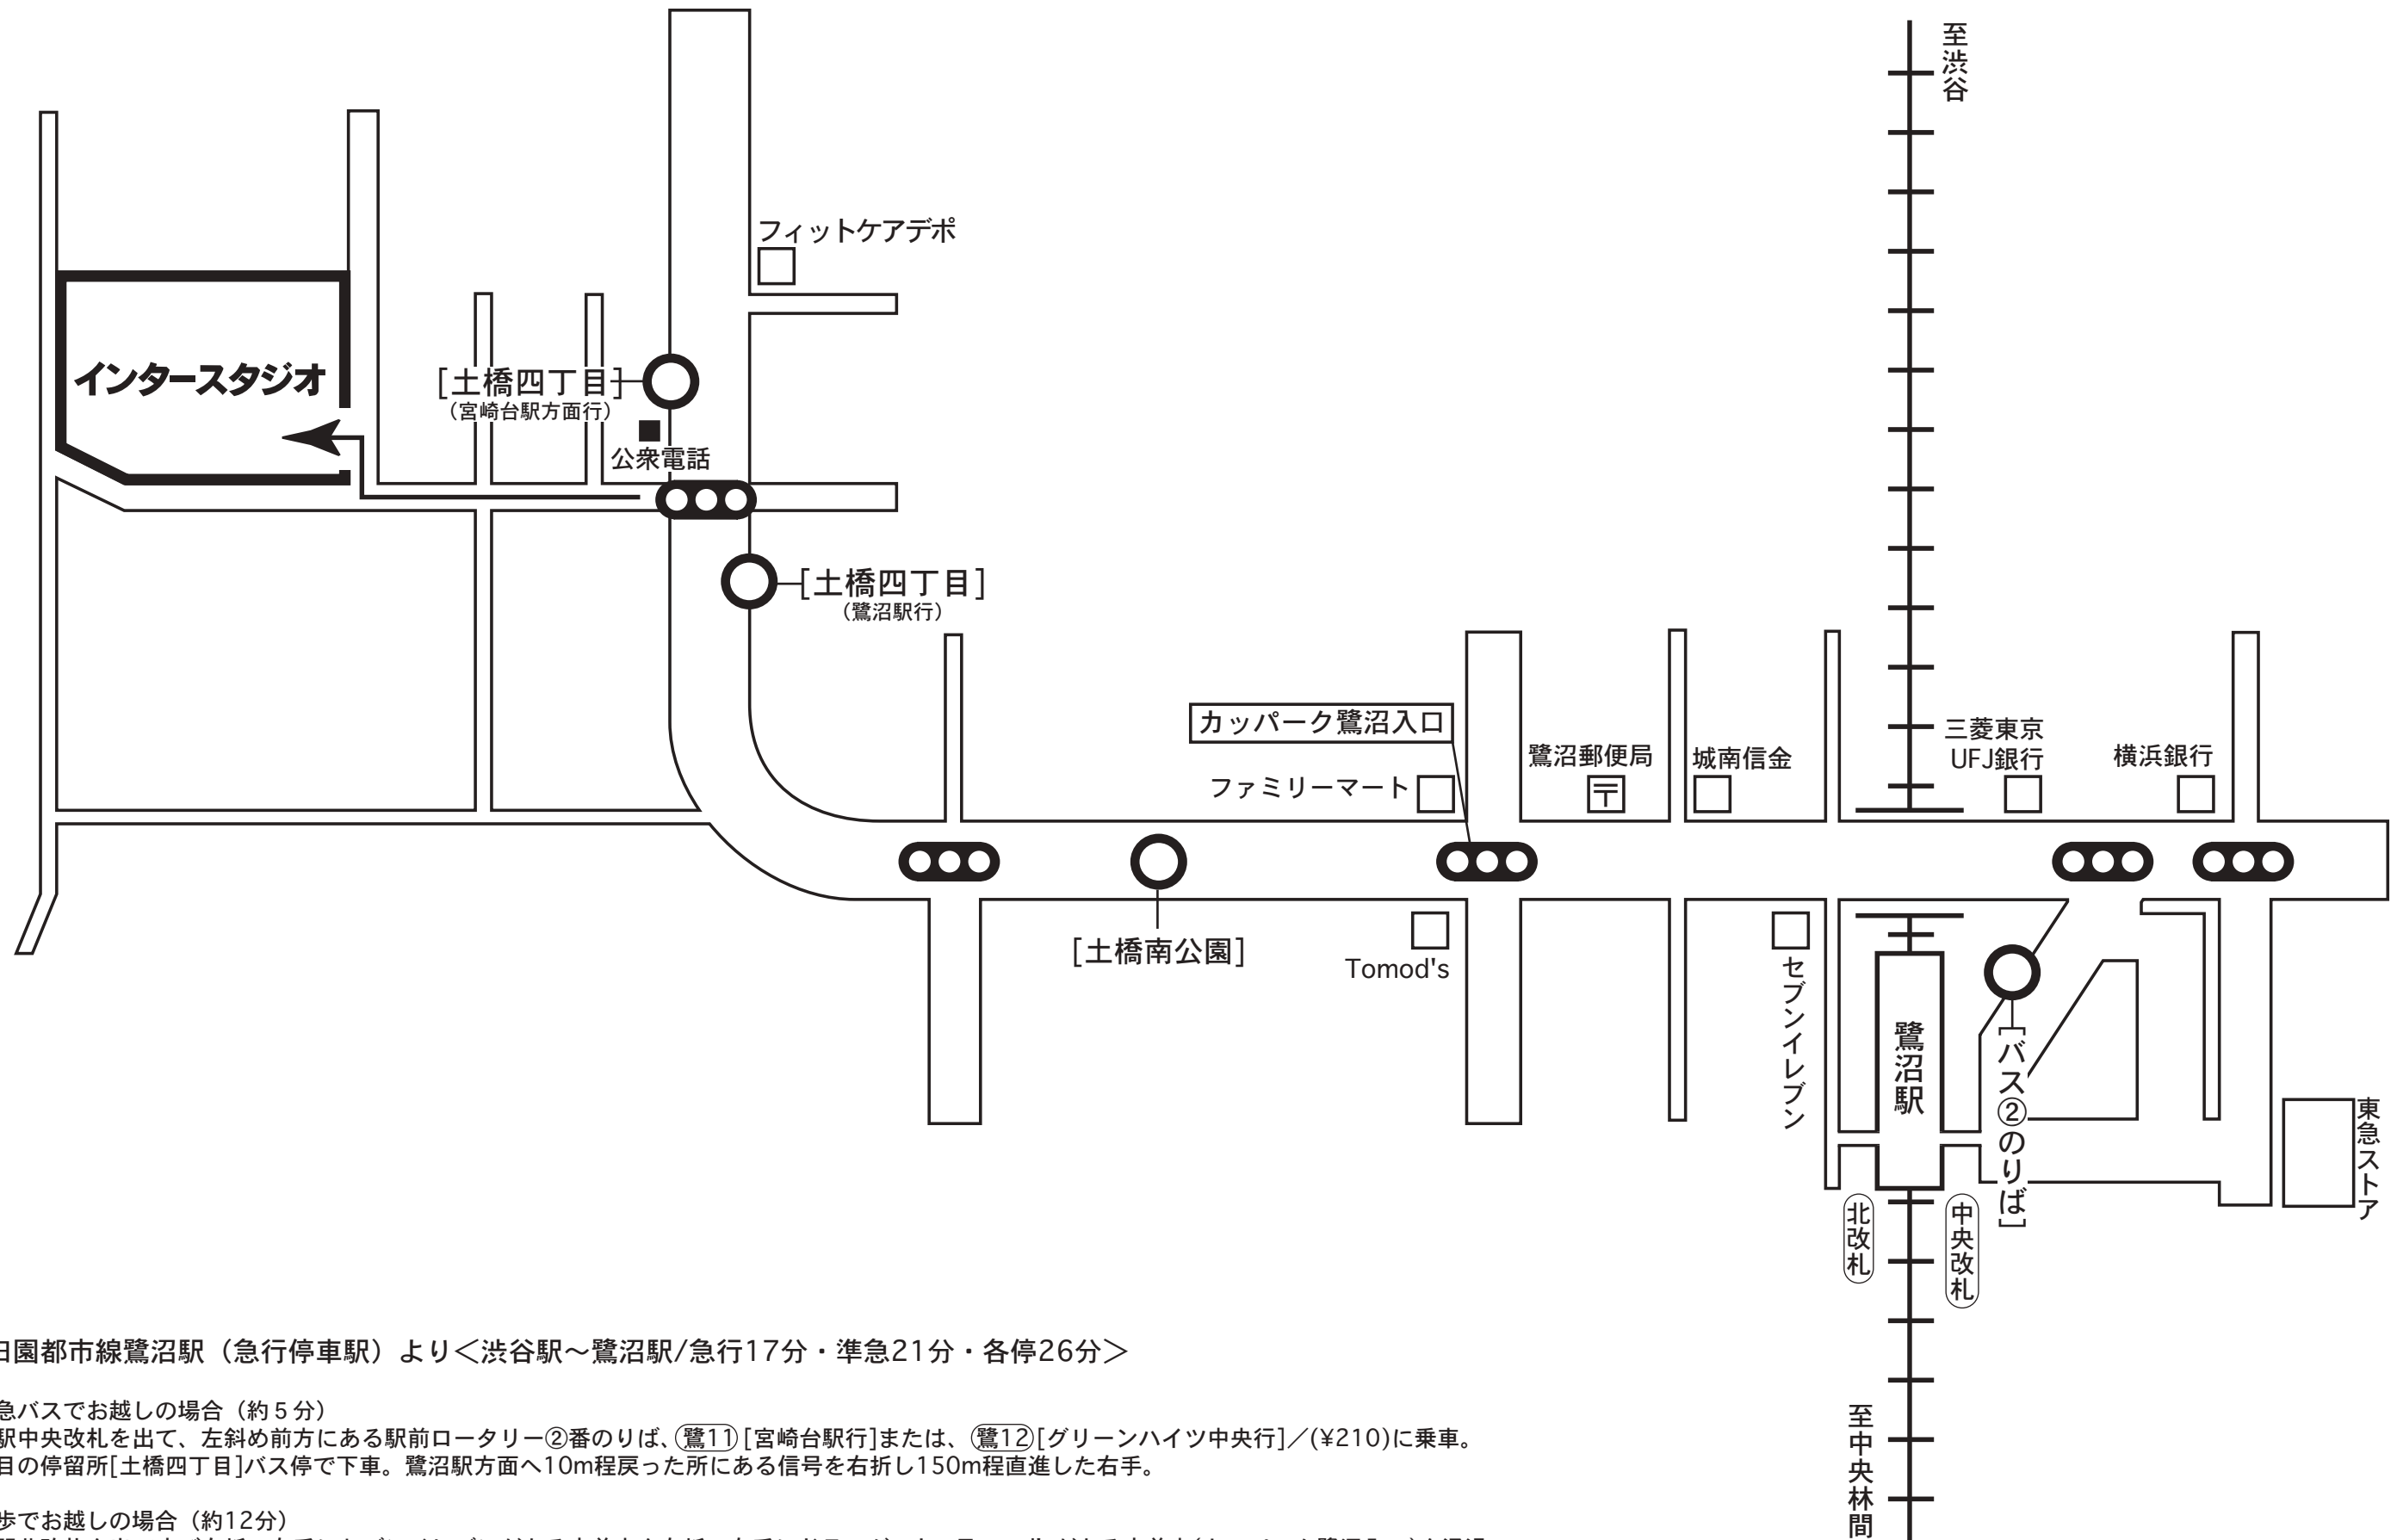 至渋谷
フィットケアデポ
インタースタジオ
[土橋四丁目]
（宮崎台駅方面行）
公衆電話
[土橋四丁目]
（鷺沼駅行）
カッパーク鷺沼入口
ファミリーマート
鷺沼郵便局
〒
城南信金
三菱東京
UFJ銀行
横浜銀行
[土橋南公園]
Tomod's
セブンイレブン
鷺沼駅
[バス②のりば]
東急ストア
北改札
中央改札
至中央林間
田園都市線鷺沼駅（急行停車駅）より＜渋谷駅～鷺沼駅/急行17分・準急21分・各停26分＞
急バスでお越しの場合（約５分）
駅中央改札を出て、左斜め前方にある駅前ロータリー②番のりば、鷺11[宮崎台駅行]または、鷺12[グリーンハイツ中央行]／(¥210)に乗車。
目の停留所[土橋四丁目]バス停で下車。鷺沼駅方面へ10m程戻った所にある信号を右折し150m程直進した右手。
歩でお越しの場合（約12分）